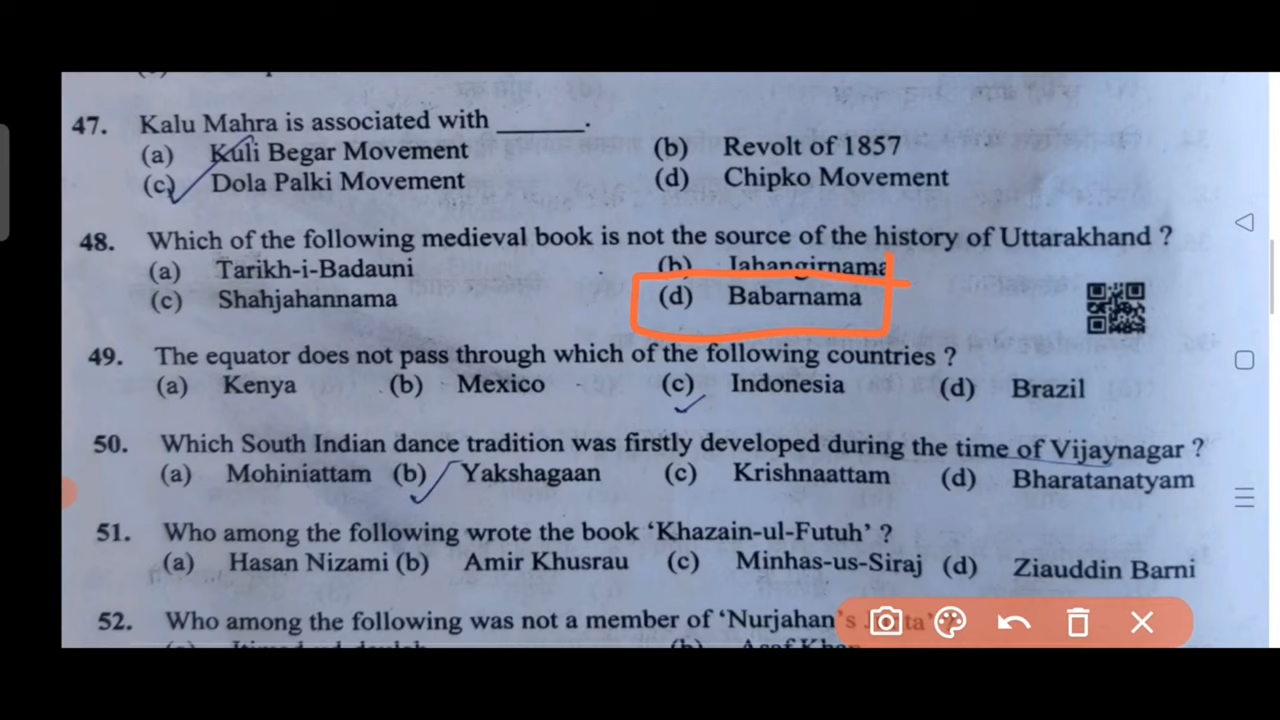 47. Kalu Mahra is associated with ______.
(a) Kuli Begar Movement (b) Revolt of 1857
(c) Dola Palki Movement (d) Chipko Movement
48. Which of the following medieval book is not the source of the history of Uttarakhand ?
(a) Tarikh-i-Badauni (b) Jahangirnama
(c) Shahjahannama (d) Babarnama
49. The equator does not pass through which of the following countries ?
(a) Kenya (b) Mexico (c) Indonesia (d) Brazil
50. Which South Indian dance tradition was firstly developed during the time of Vijaynagar ?
(a) Mohiniattam (b) Yakshagaan (c) Krishnaattam (d) Bharatanatyam
51. Who among the following wrote the book ‘Khazain-ul-Futuh’ ?
(a) Hasan Nizami (b) Amir Khusrau (c) Minhas-us-Siraj (d) Ziauddin Barni
52. Who among the following was not a member of ‘Nurjahan's
(b) Asaf Khan